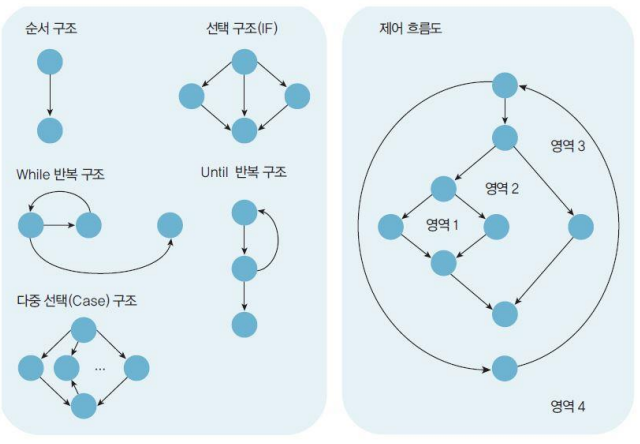 순서 구조
선택 구조(IF)
While 반복 구조
Until 반복 구조
다중 선택(Case) 구조
...
제어 흐름도
영역 3
영역 2
영역 1
영역 4